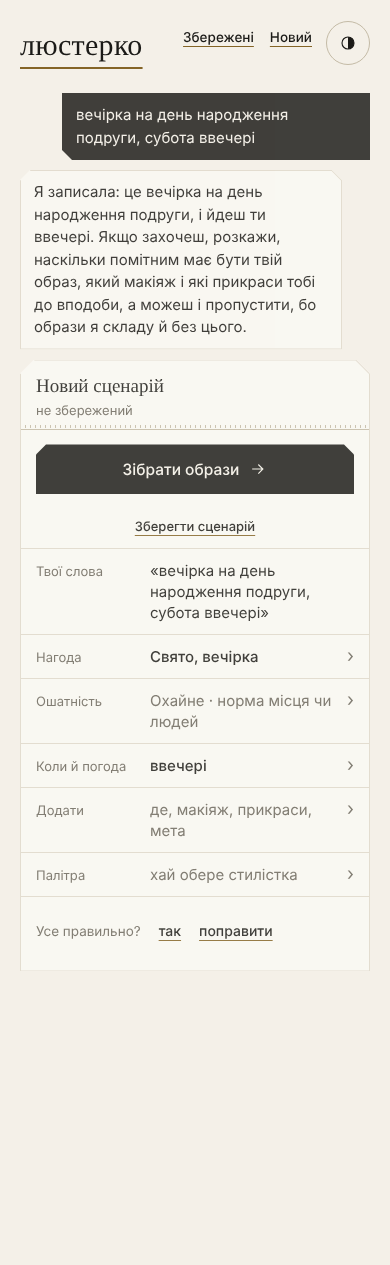 люстерко
Збережені Новий
вечірка на день народження
подруги, субота ввечері
Я записала: це вечірка на день
народження подруги, і йдеш ти
ввечері. Якщо захочеш, розкажи,
наскільки помітним має бути твій
образ, який макіяж і які прикраси тобі
до вподоби, а можеш і пропустити, бо
образи я складу й без цього.
Новий сценарій
не збережений
Зібрати образи →
Зберегти сценарій
Твої слова «вечірка на день
народження подруги,
субота ввечері»
Нагода Свято, вечірка
Ошатність Охайне · норма місця чи
людей
Коли й погода ввечері
Додати де, макіяж, прикраси,
мета
Палітра хай обере стилістка
Усе правильно? так поправити